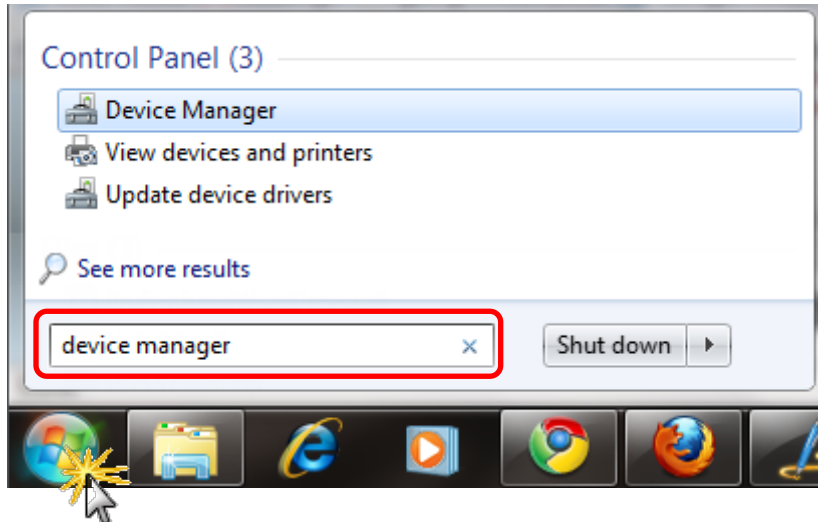 Control Panel (3)
Device Manager
View devices and printers
Update device drivers
See more results
device manager
Shut down